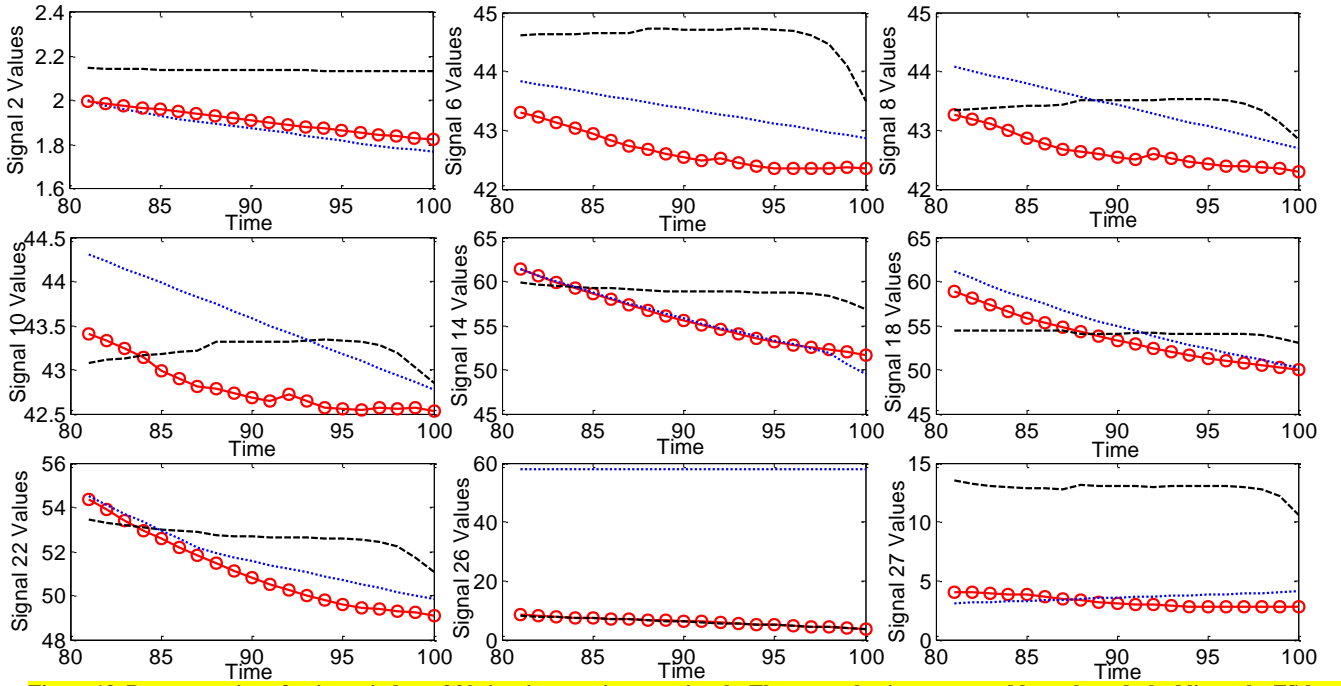 2.4
2.2
2
1.8
1.6
Signal 2 Values
80 85 90 95 100
Time
45
44
43
42
Signal 6 Values
80 85 90 95 100
Time
45
44
43
42
Signal 8 Values
80 85 90 95 100
Time
44.5
44
43.5
43
42.5
Signal 10 Values
80 85 90 95 100
Time
65
60
55
50
45
Signal 14 Values
80 85 90 95 100
Time
65
60
55
50
45
Signal 18 Values
80 85 90 95 100
Time
56
54
52
50
48
Signal 22 Values
80 85 90 95 100
Time
60
40
20
0
Signal 26 Values
80 85 90 95 100
Time
15
10
5
0
Signal 27 Values
80 85 90 95 100
Time